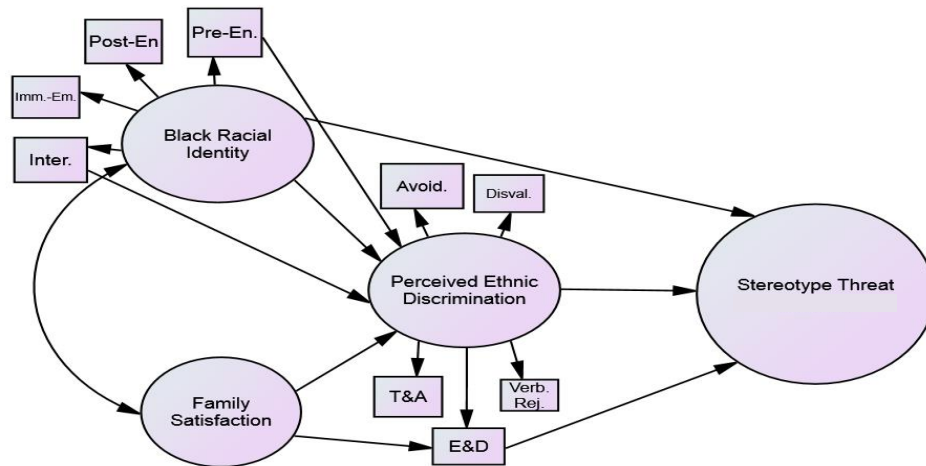 Post-En
Pre-En.
Imm.-Em.
Black Racial
Identity
Inter.
Avoid.
Disval.
Perceived Ethnic
Discrimination
Stereotype Threat
T&A
Verb.
Rej.
Family
Satisfaction
E&D